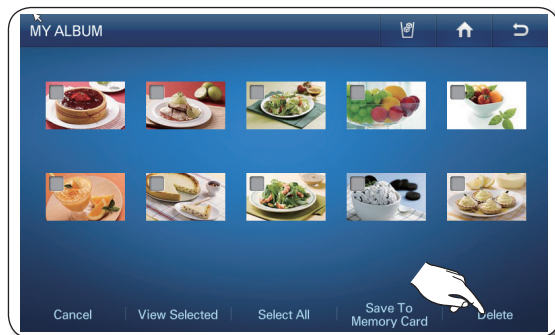 MY ALBUM
Cancel
View Selected
Select All
Save To
Memory Card
Delete